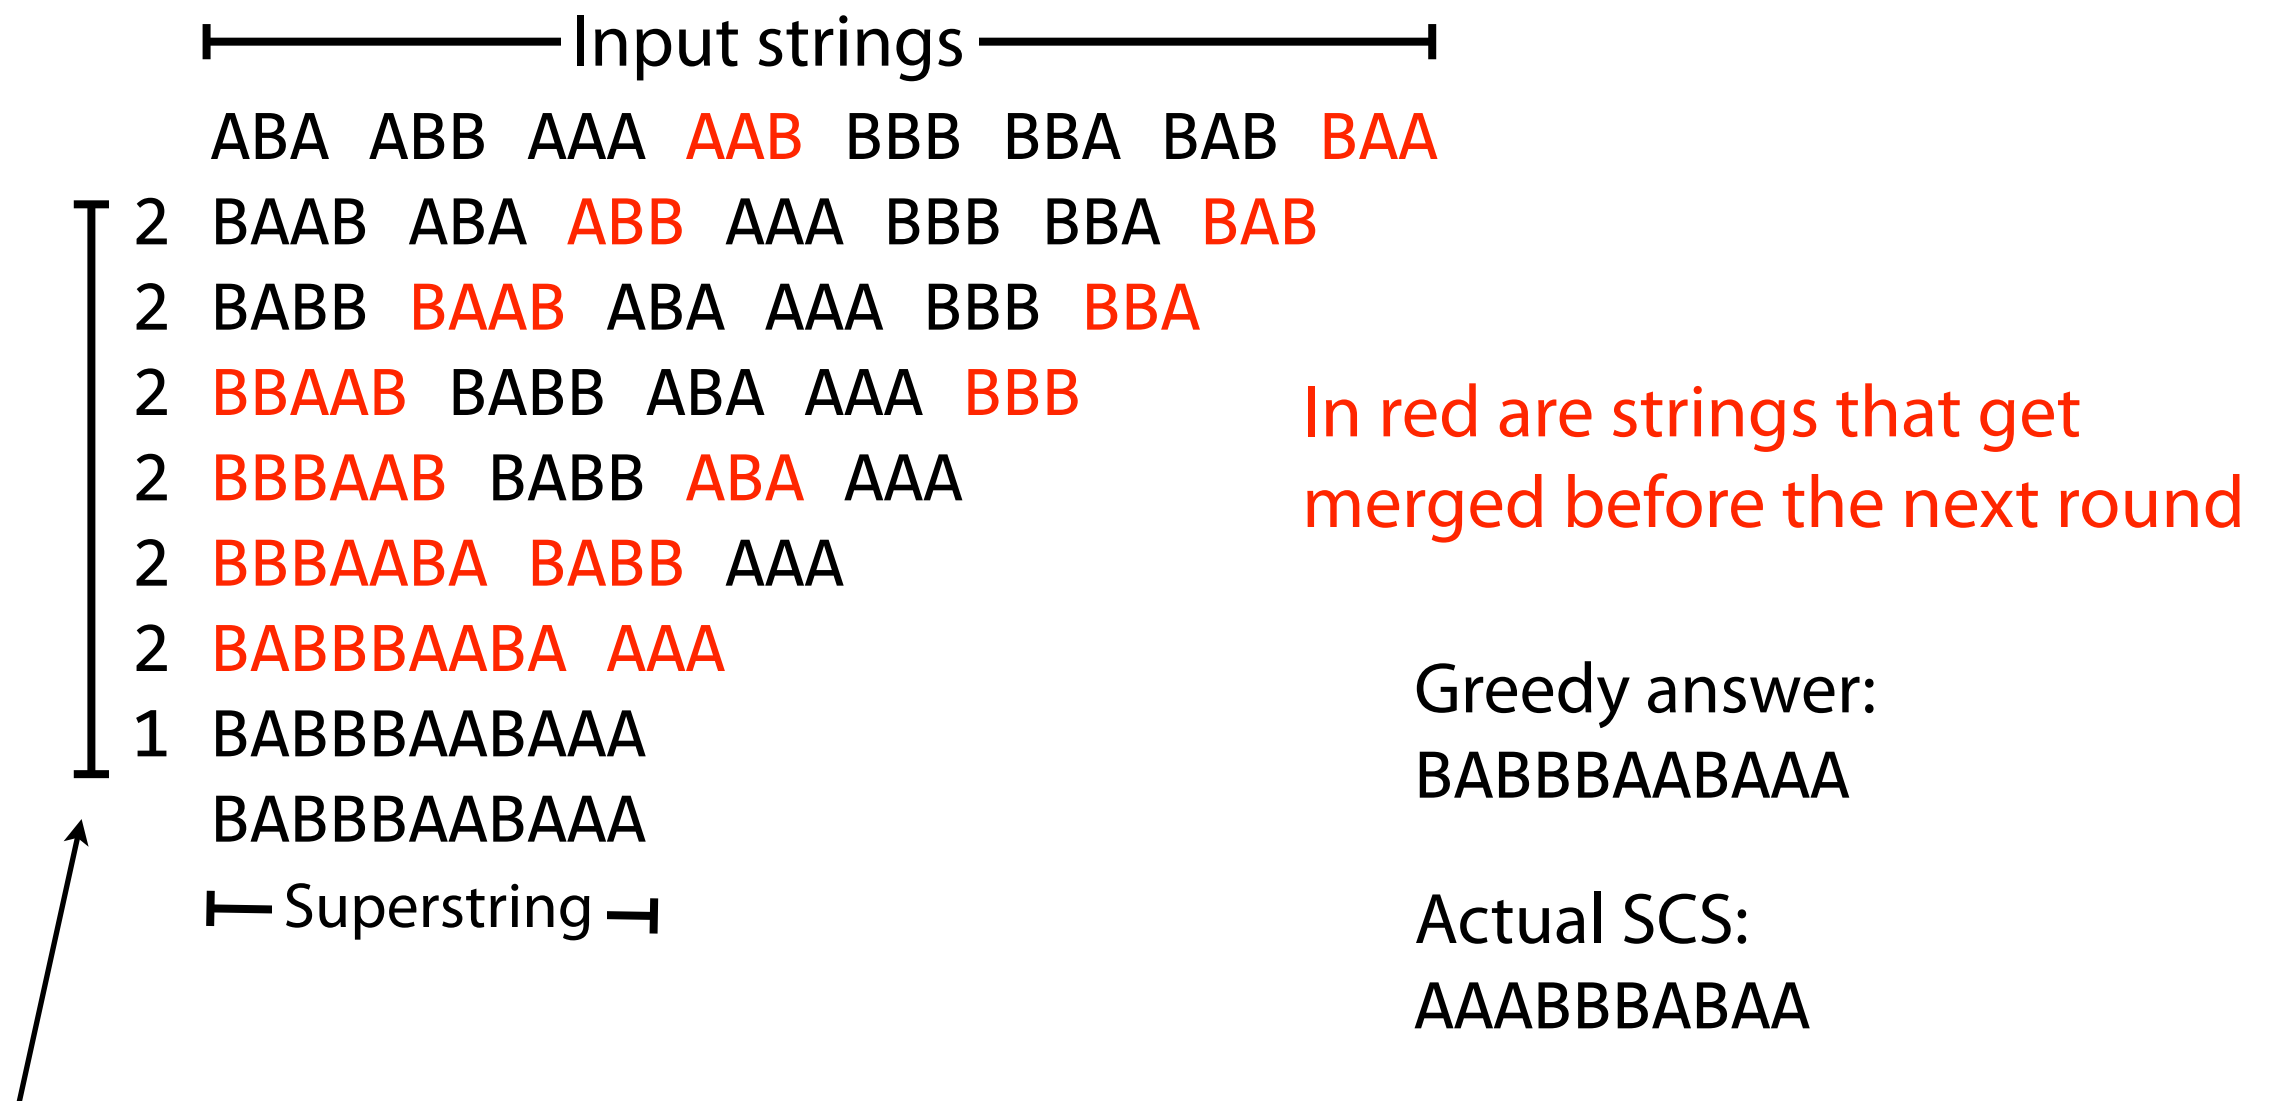 Input strings
ABA ABB AAA AAB BBB BBA BAB BAA
2 BAAB ABA ABB AAA BBB BBA BAB
2 BABB BAAB ABA AAA BBB BBA
2 BBAAB BABB ABA AAA BBB
2 BBBAAB BABB ABA AAA
2 BBBAABA BABB AAA
2 BABBBAABA AAA
1 BABBBAABAAA
BABBBAABAAA
Superstring
In red are strings that get
merged before the next round
Greedy answer:
BABBBAABAAA
Actual SCS:
AAABBBABAA